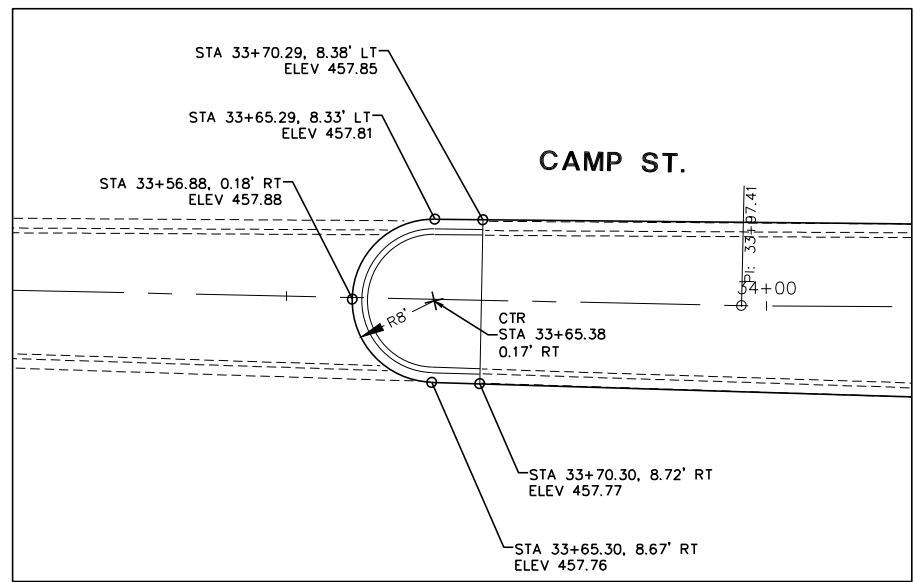 STA 33+70.29, 8.38' LT
ELEV 457.85
STA 33+65.29, 8.33' LT
ELEV 457.81
CAMP ST.
STA 33+56.88, 0.18' RT
ELEV 457.88
PI: 33+97.41
34+00
R8'
CTR
STA 33+65.38
0.17' RT
STA 33+70.30, 8.72' RT
ELEV 457.77
STA 33+65.30, 8.67' RT
ELEV 457.76